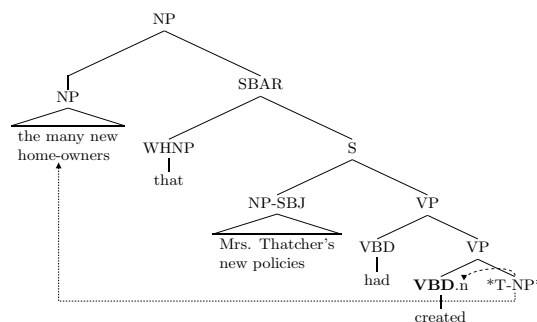 NP
NP
SBAR
the many new
home-owners
WHNP
S
that
NP-SBJ
VP
Mrs. Thatcher's
new policies
VBD
VP
had
VBD.n *T-NP*
created